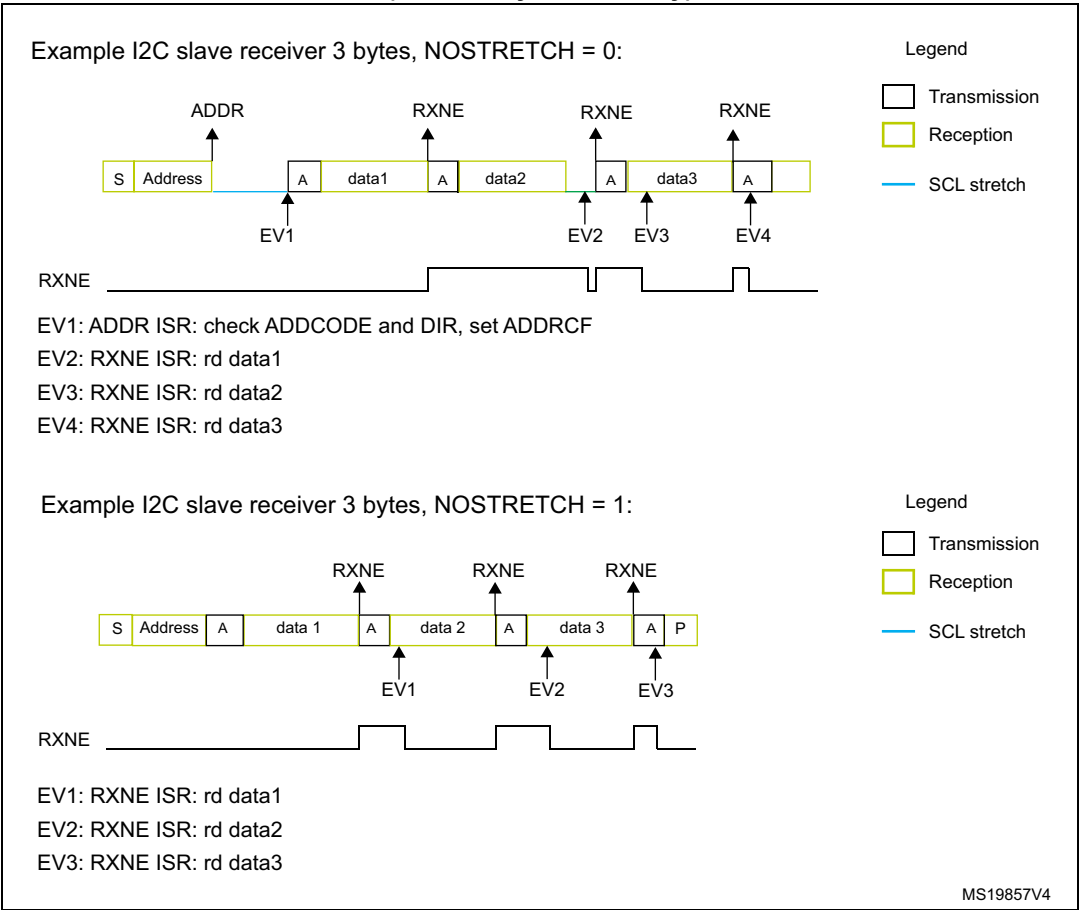 Example I2C slave receiver 3 bytes, NOSTRETCH = 0:
Legend
Transmission
Reception
SCL stretch
ADDR RXNE RXNE RXNE
S Address A data1 A data2 A data3 A
EV1 EV2 EV3 EV4
RXNE
EV1: ADDR ISR: check ADDCODE and DIR, set ADDRCF
EV2: RXNE ISR: rd data1
EV3: RXNE ISR: rd data2
EV4: RXNE ISR: rd data3
Example I2C slave receiver 3 bytes, NOSTRETCH = 1:
Legend
Transmission
Reception
SCL stretch
RXNE RXNE RXNE
S Address A data 1 A data 2 A data 3 A P
EV1 EV2 EV3
RXNE
EV1: RXNE ISR: rd data1
EV2: RXNE ISR: rd data2
EV3: RXNE ISR: rd data3
MS19857V4